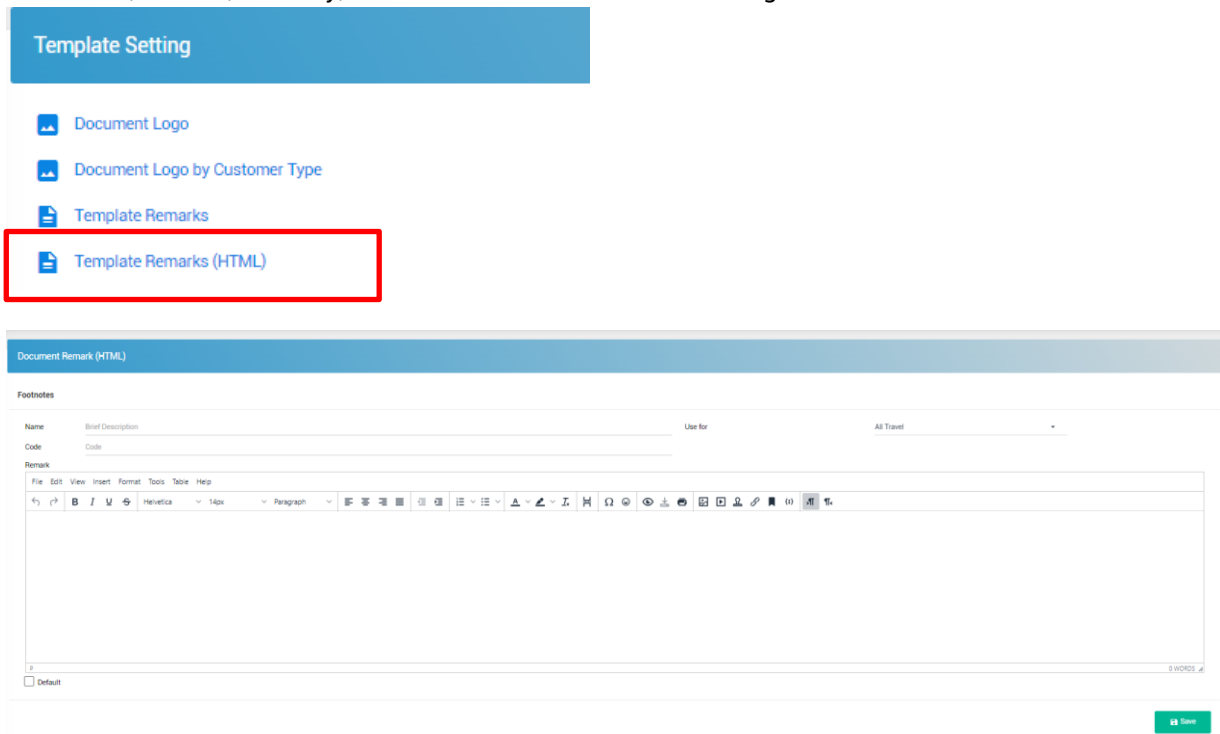 Template Setting
Document Logo
Document Logo by Customer Type
Template Remarks
Template Remarks (HTML)
Document Remark (HTML)
Footnotes
Name Brief Description Use for All Travel
Code Code
Remark
File Edit View Insert Format Tools Table Help
B I U S Helvetica 14px Paragraph
0 WORDS
Default
Save